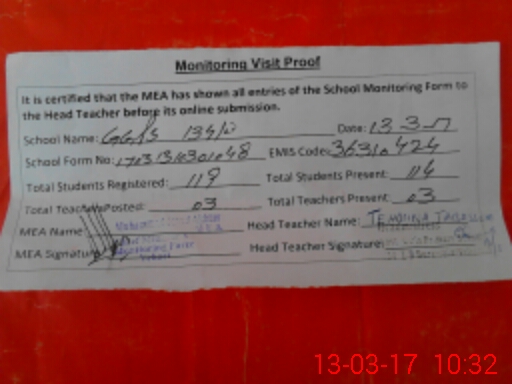 Monitoring Visit Proof
It is certified that the MEA has shown all entries of the School Monitoring Form to
the Head Teacher before its online submission.
School Name: GGPS Date: 13-3-17
School Form No: EMIS Code: 36310424
Total Students Registered: 119 Total Students Present: 114
Total Teachers Posted: 03 Total Teachers Present: 03
MEA Name Head Teacher Name:
MEA Signature Head Teacher Signature:
13-03-17 10:32